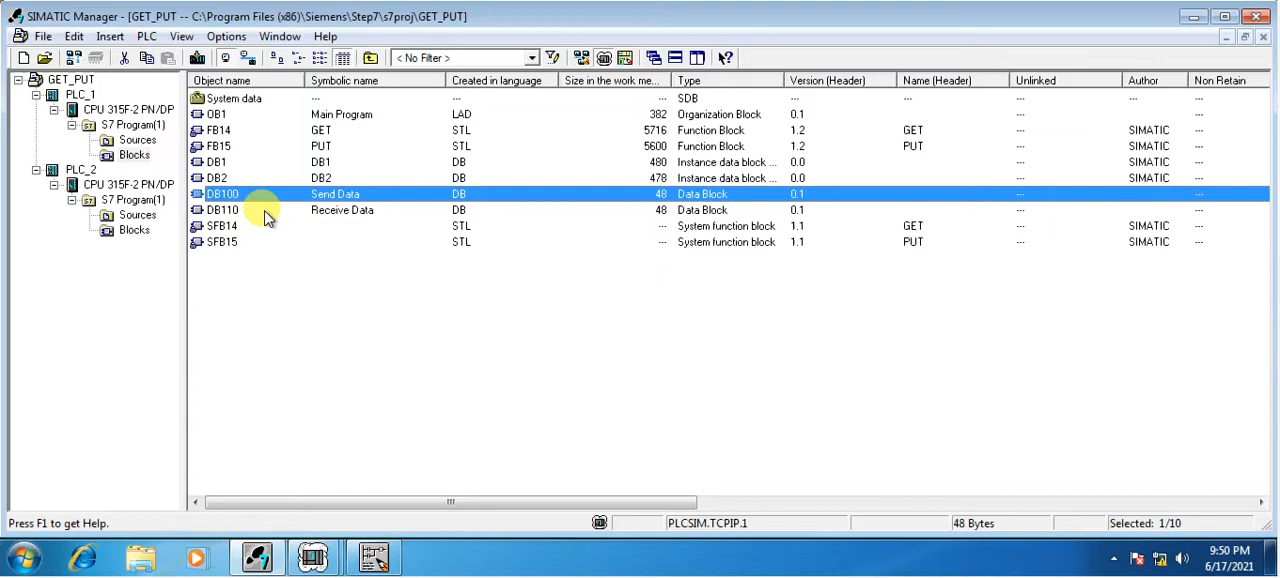 SIMATIC Manager - [GET_PUT -- C:\Program Files (x86)\Siemens\Step7\s7proj\GET_PUT]
File Edit Insert PLC View Options Window Help
< No Filter >
GET_PUT
PLC_1
CPU 315F-2 PN/DP
S7 Program(1)
Sources
Blocks
PLC_2
CPU 315F-2 PN/DP
S7 Program(1)
Sources
Blocks
Object name Symbolic name Created in language Size in the work me... Type Version (Header) Name (Header) Unlinked Author Non Retain
System data --- --- --- SDB --- --- --- --- ---
OB1 Main Program LAD 382 Organization Block 0.1 --- ---
FB14 GET STL 5716 Function Block 1.2 GET --- SIMATIC ---
FB15 PUT STL 5600 Function Block 1.2 PUT --- SIMATIC ---
DB1 DB1 DB 480 Instance data block ... 0.0 --- ---
DB2 DB2 DB 478 Instance data block ... 0.0 --- ---
DB100 Send Data DB 48 Data Block 0.1 --- ---
DB110 Receive Data DB 48 Data Block 0.1 --- ---
SFB14 STL --- System function block 1.1 GET --- SIMATIC ---
SFB15 STL --- System function block 1.1 PUT --- SIMATIC ---
Press F1 to get Help. PLCSIM.TCPIP.1 48 Bytes Selected: 1/10
9:50 PM
6/17/2021